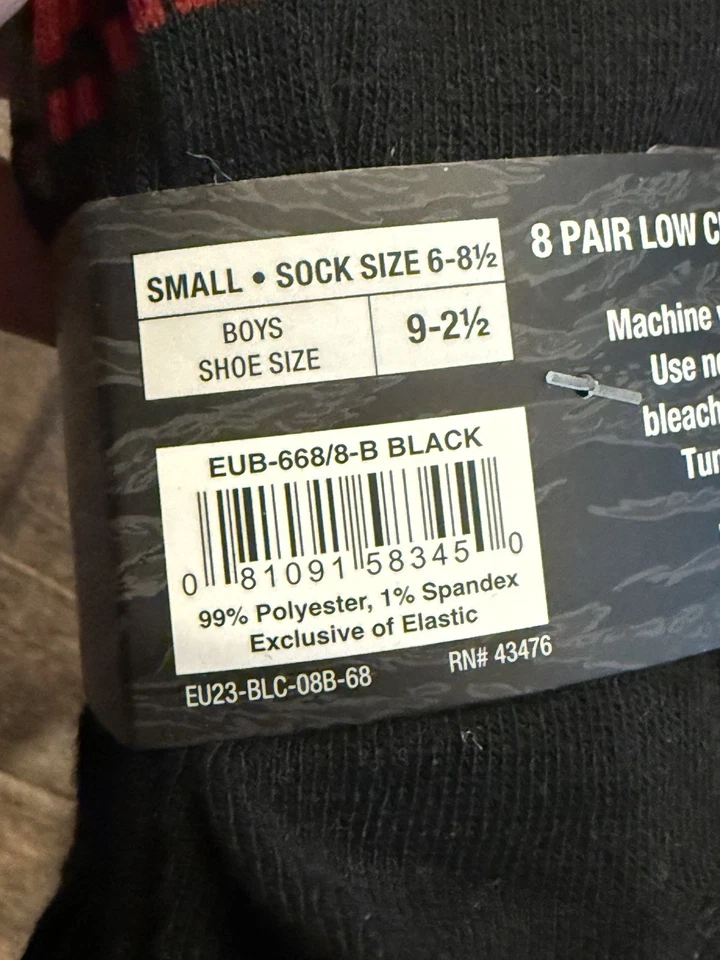 SMALL • SOCK SIZE 6-8½
BOYS
SHOE SIZE
9-2½
8 PAIR LOW
Machine
Use
bleach
EUB-668/8-B BLACK
0 81091 58345 0
99% Polyester, 1% Spandex
Exclusive of Elastic
EU23-BLC-08B-68
RN# 43476